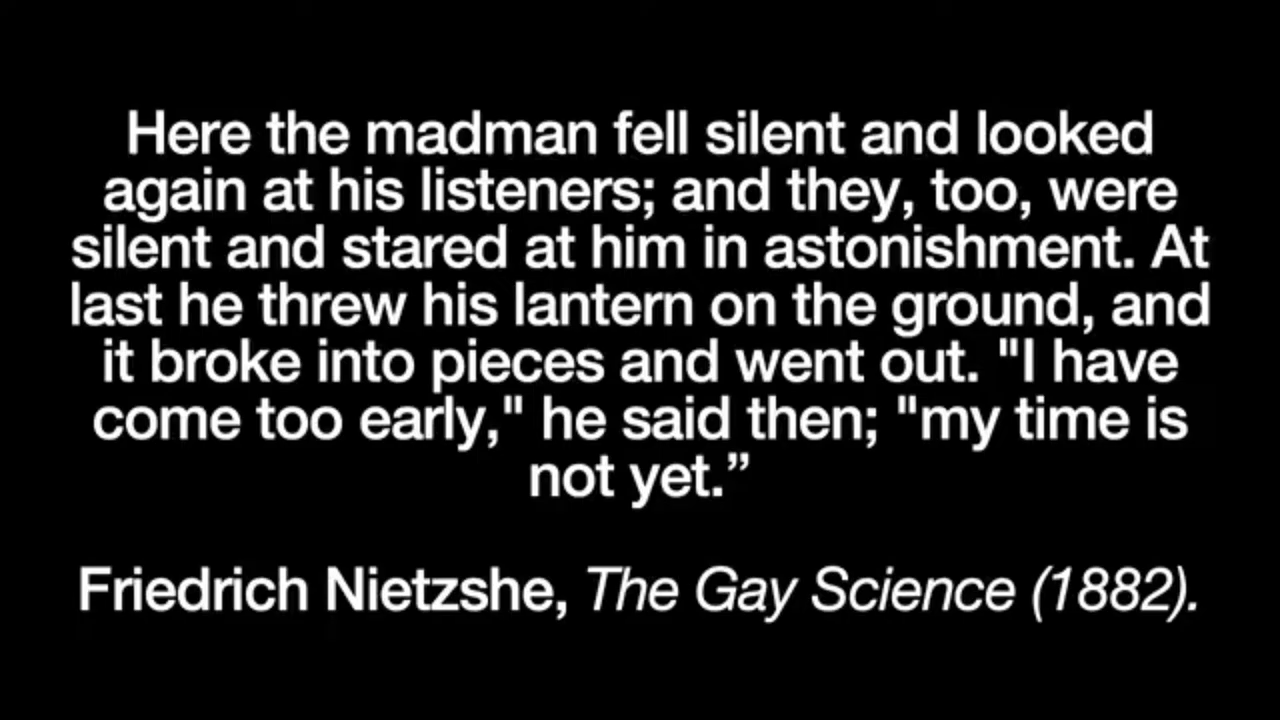 Here the madman fell silent and looked
again at his listeners; and they, too, were
silent and stared at him in astonishment. At
last he threw his lantern on the ground, and
it broke into pieces and went out. "I have
come too early," he said then; "my time is
not yet.”
Friedrich Nietzshe, The Gay Science (1882).